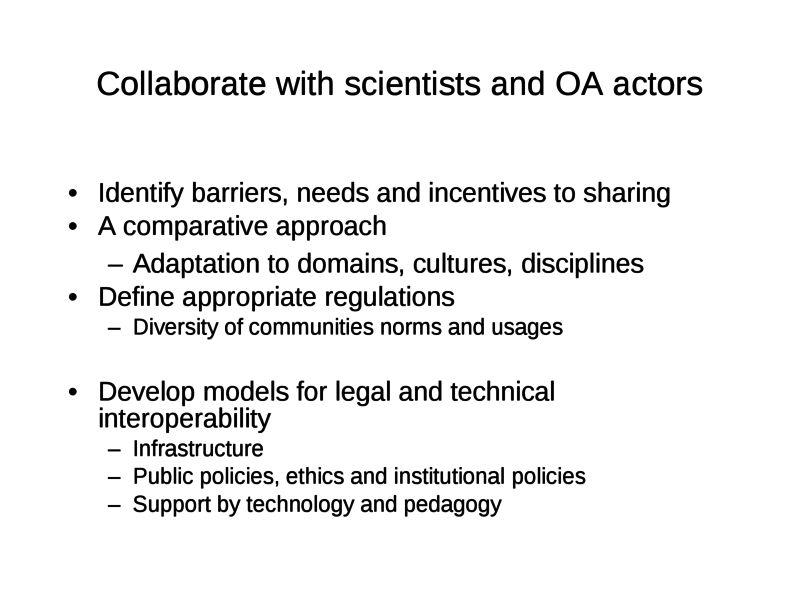 Collaborate with scientists and OA actors
• Identify barriers, needs and incentives to sharing
• A comparative approach
– Adaptation to domains, cultures, disciplines
• Define appropriate regulations
– Diversity of communities norms and usages
• Develop models for legal and technical
interoperability
– Infrastructure
– Public policies, ethics and institutional policies
– Support by technology and pedagogy